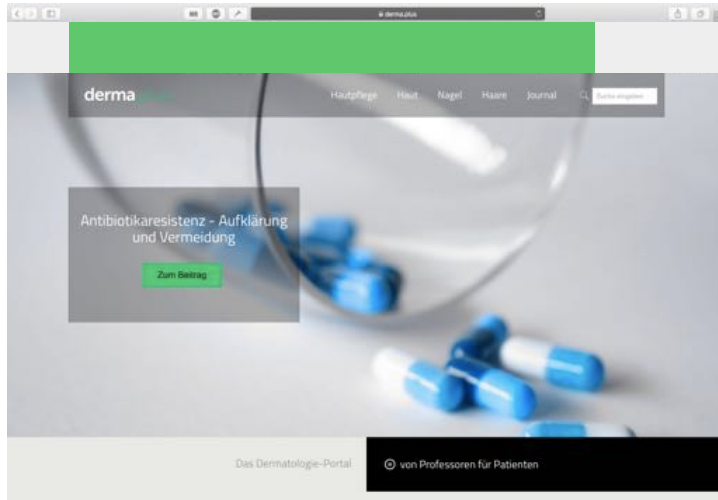 derma.plus
derma plus
Hautpflege Haut Nagel Haare Journal Suche eingeben
Antibiotikaresistenz - Aufklärung
und Vermeidung
Zum Beitrag
Das Dermatologie-Portal
von Professoren für Patienten